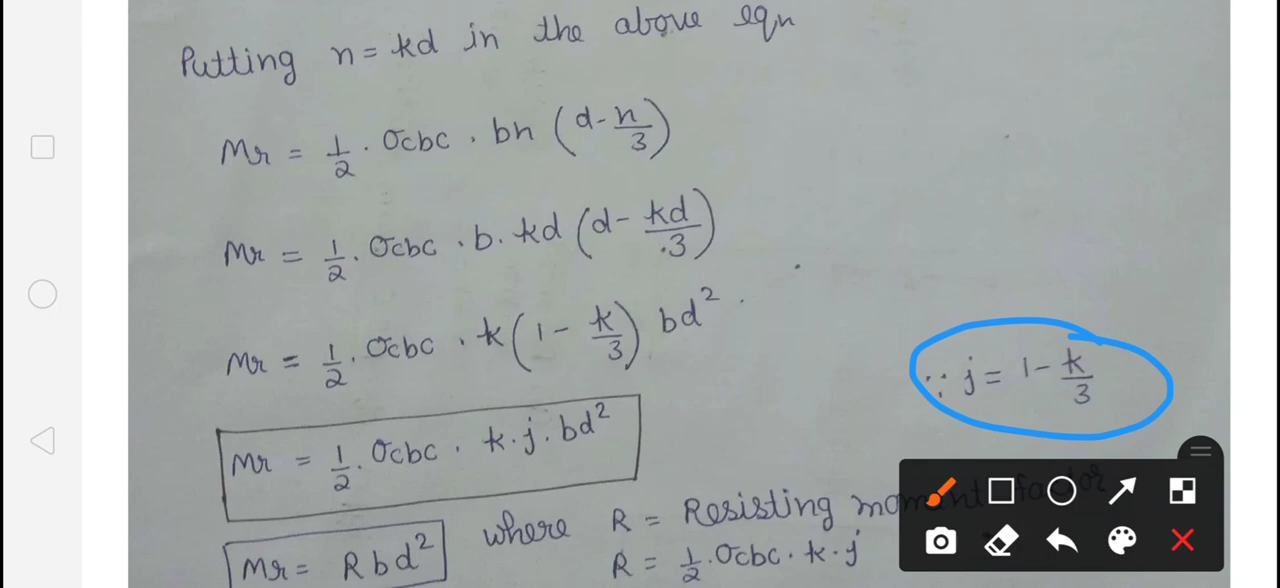 Putting n = kd in the above eqn
Mr = 1/2 . σcbc . bn (d - n/3)
Mr = 1/2 . σcbc . b . kd (d - kd/.3)
Mr = 1/2 . σcbc . k (1 - k/3) bd² .
∵ j = 1 - k/3
Mr = 1/2 . σcbc . k . j . bd²
where R = Resisting moment factor
Mr = Rbd²
R = 1/2 . σcbc . k . j